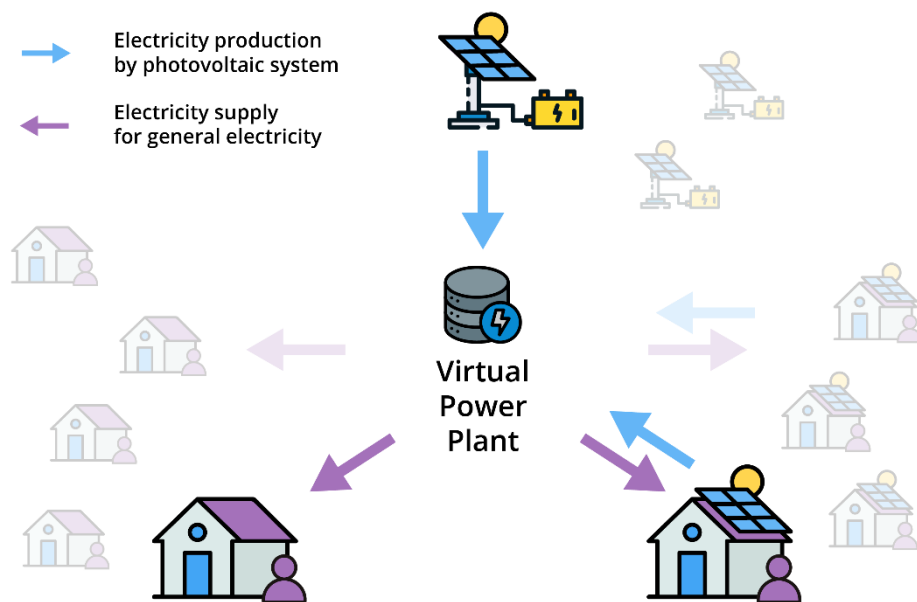 Electricity production
by photovoltaic system
Electricity supply
for general electricity
Virtual
Power
Plant